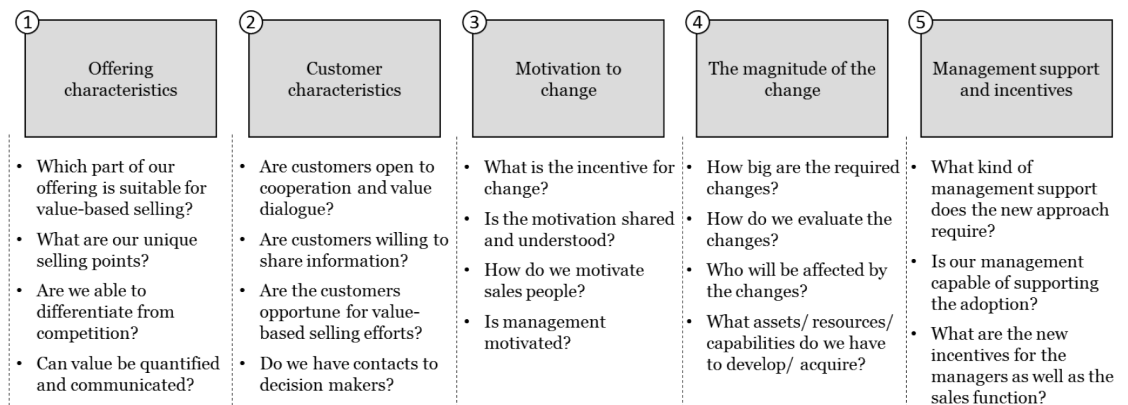 1
Offering
characteristics
• Which part of our
offering is suitable for
value-based selling?
• What are our unique
selling points?
• Are we able to
differentiate from
competition?
• Can value be quantified
and communicated?
2
Customer
characteristics
• Are customers open to
cooperation and value
dialogue?
• Are customers willing to
share information?
• Are the customers
opportune for value-
based selling efforts?
• Do we have contacts to
decision makers?
3
Motivation to
change
• What is the incentive for
change?
• Is the motivation shared
and understood?
• How do we motivate
sales people?
• Is management
motivated?
4
The magnitude of the
change
• How big are the required
changes?
• How do we evaluate the
changes?
• Who will be affected by
the changes?
• What assets/ resources/
capabilities do we have
to develop/ acquire?
5
Management support
and incentives
• What kind of
management support
does the new approach
require?
• Is our management
capable of supporting
the adoption?
• What are the new
incentives for the
managers as well as the
sales function?